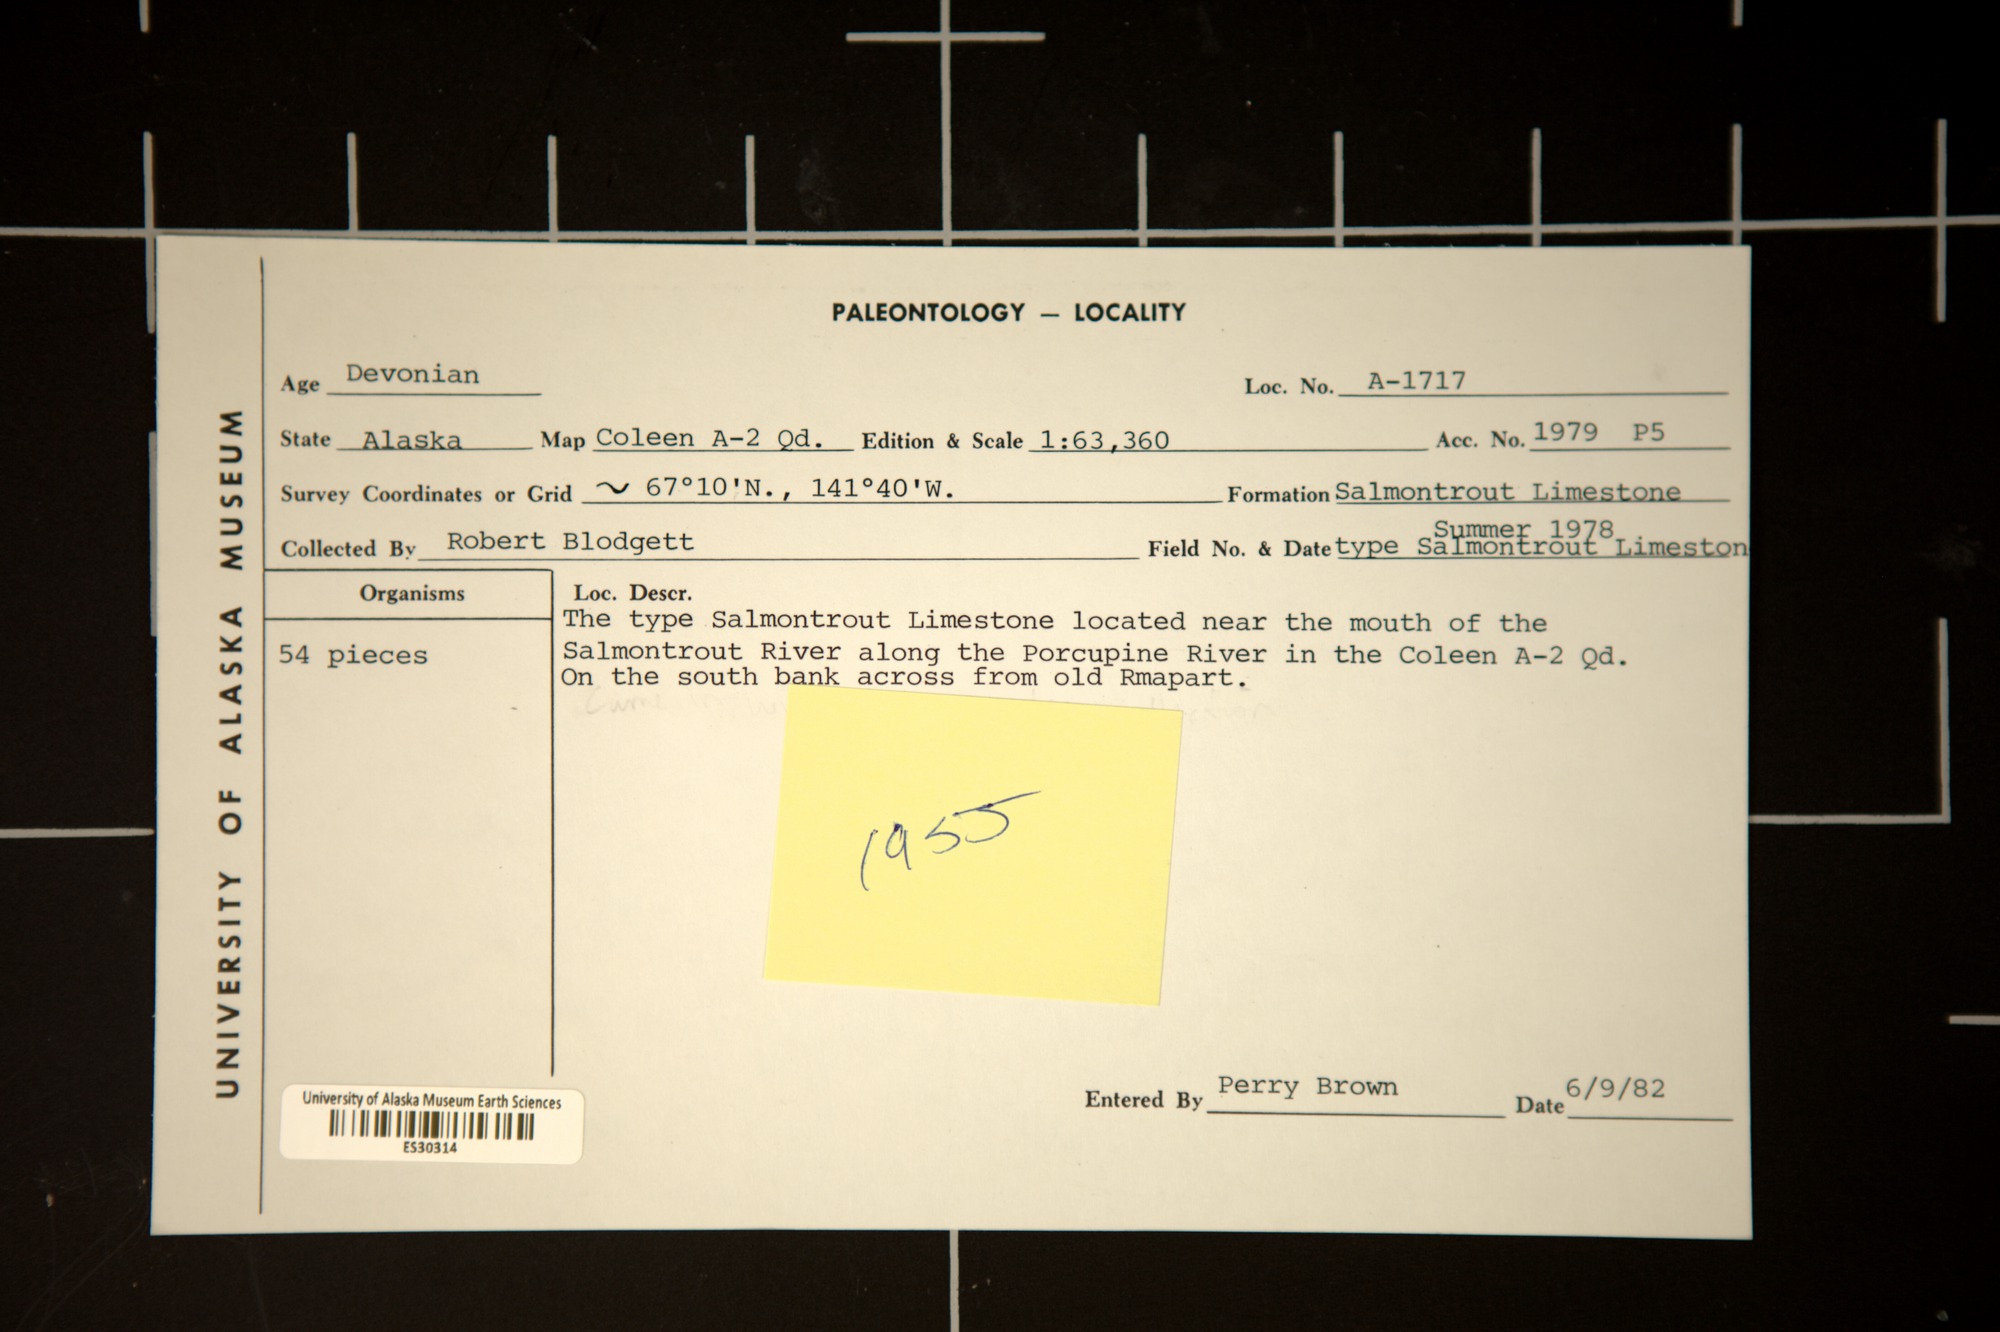 PALEONTOLOGY — LOCALITY
Age Devonian Loc. No. A-1717
State Alaska Map Coleen A-2 Qd. Edition & Scale 1:63,360 Acc. No. 1979 P5
Survey Coordinates or Grid ~ 67°10'N., 141°40'W. Formation Salmontrout Limestone
Summer 1978
Collected By Robert Blodgett Field No. & Date type Salmontrout Limeston
Organisms
54 pieces
Loc. Descr.
The type Salmontrout Limestone located near the mouth of the
Salmontrout River along the Porcupine River in the Coleen A-2 Qd.
On the south bank across from old Rmapart.
1955
Entered By Perry Brown Date 6/9/82
University of Alaska Museum Earth Sciences
ES30314
UNIVERSITY OF ALASKA MUSEUM